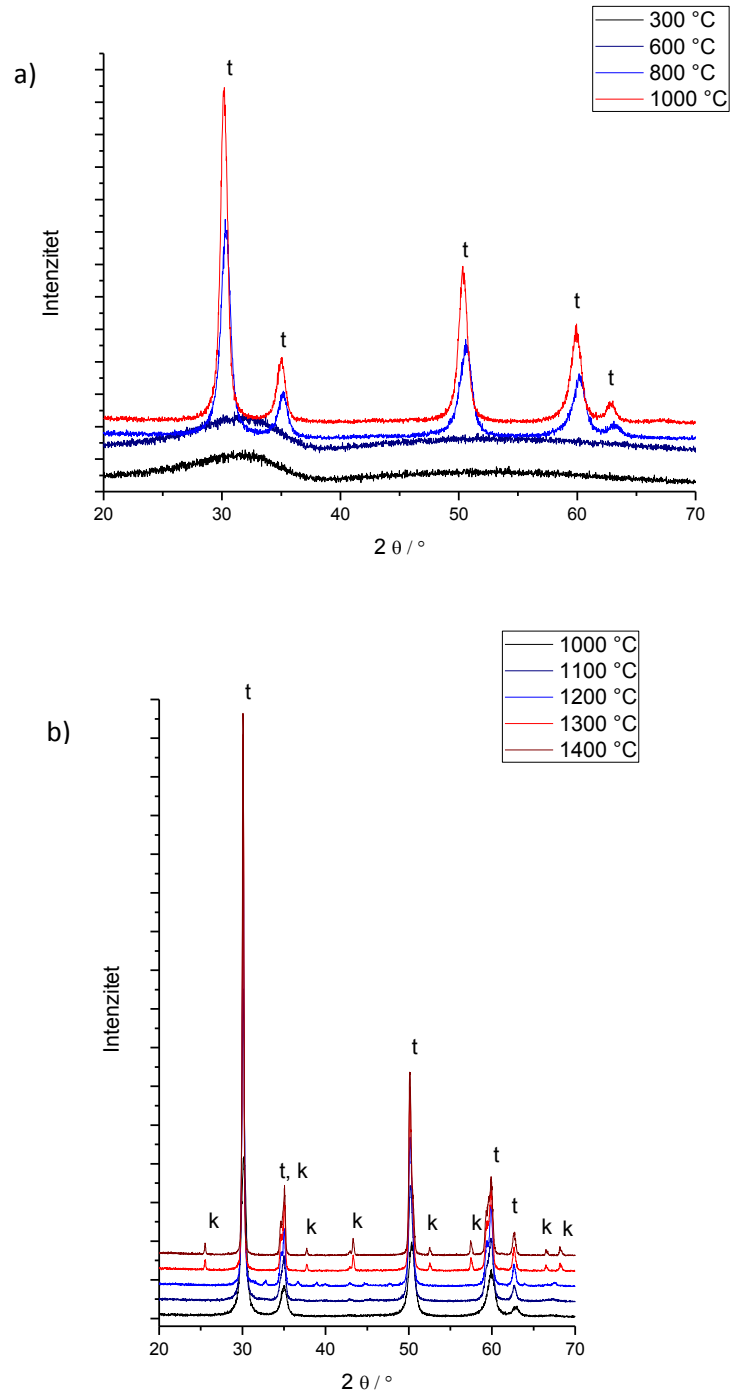 a)
300 °C
600 °C
800 °C
1000 °C
t
t
t
t
t
Intenzitet
20 30 40 50 60 70
2 θ / °
b)
1000 °C
1100 °C
1200 °C
1300 °C
1400 °C
t
t
t, k
t
t
k
k
k
k
k
k
k
Intenzitet
20 30 40 50 60 70
2 θ / °